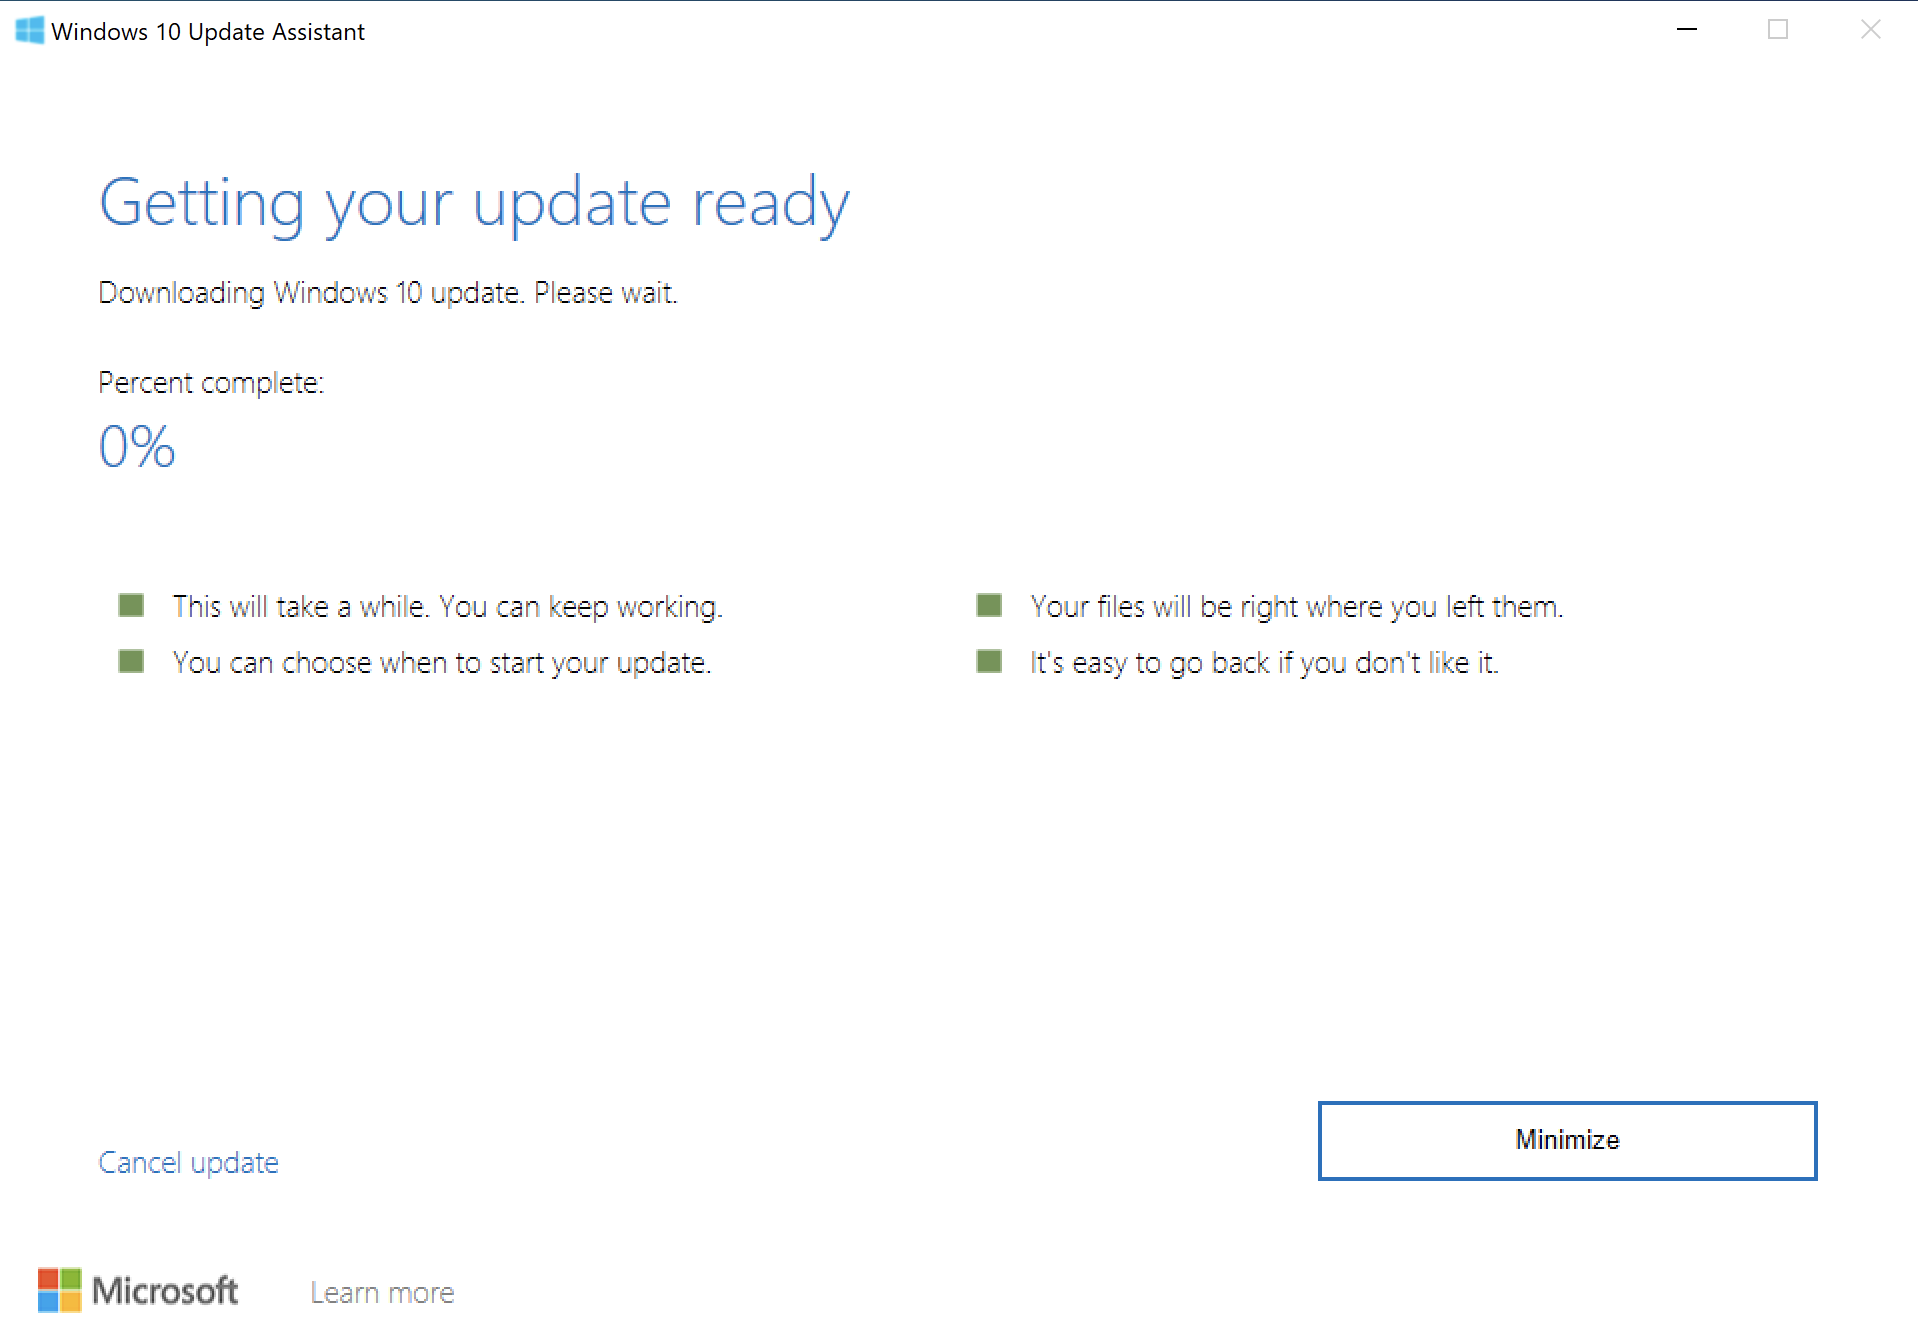 Windows 10 Update Assistant
Getting your update ready
Downloading Windows 10 update. Please wait.
Percent complete:
0%
This will take a while. You can keep working.
You can choose when to start your update.
Your files will be right where you left them.
It's easy to go back if you don't like it.
Cancel update
Minimize
Microsoft
Learn more